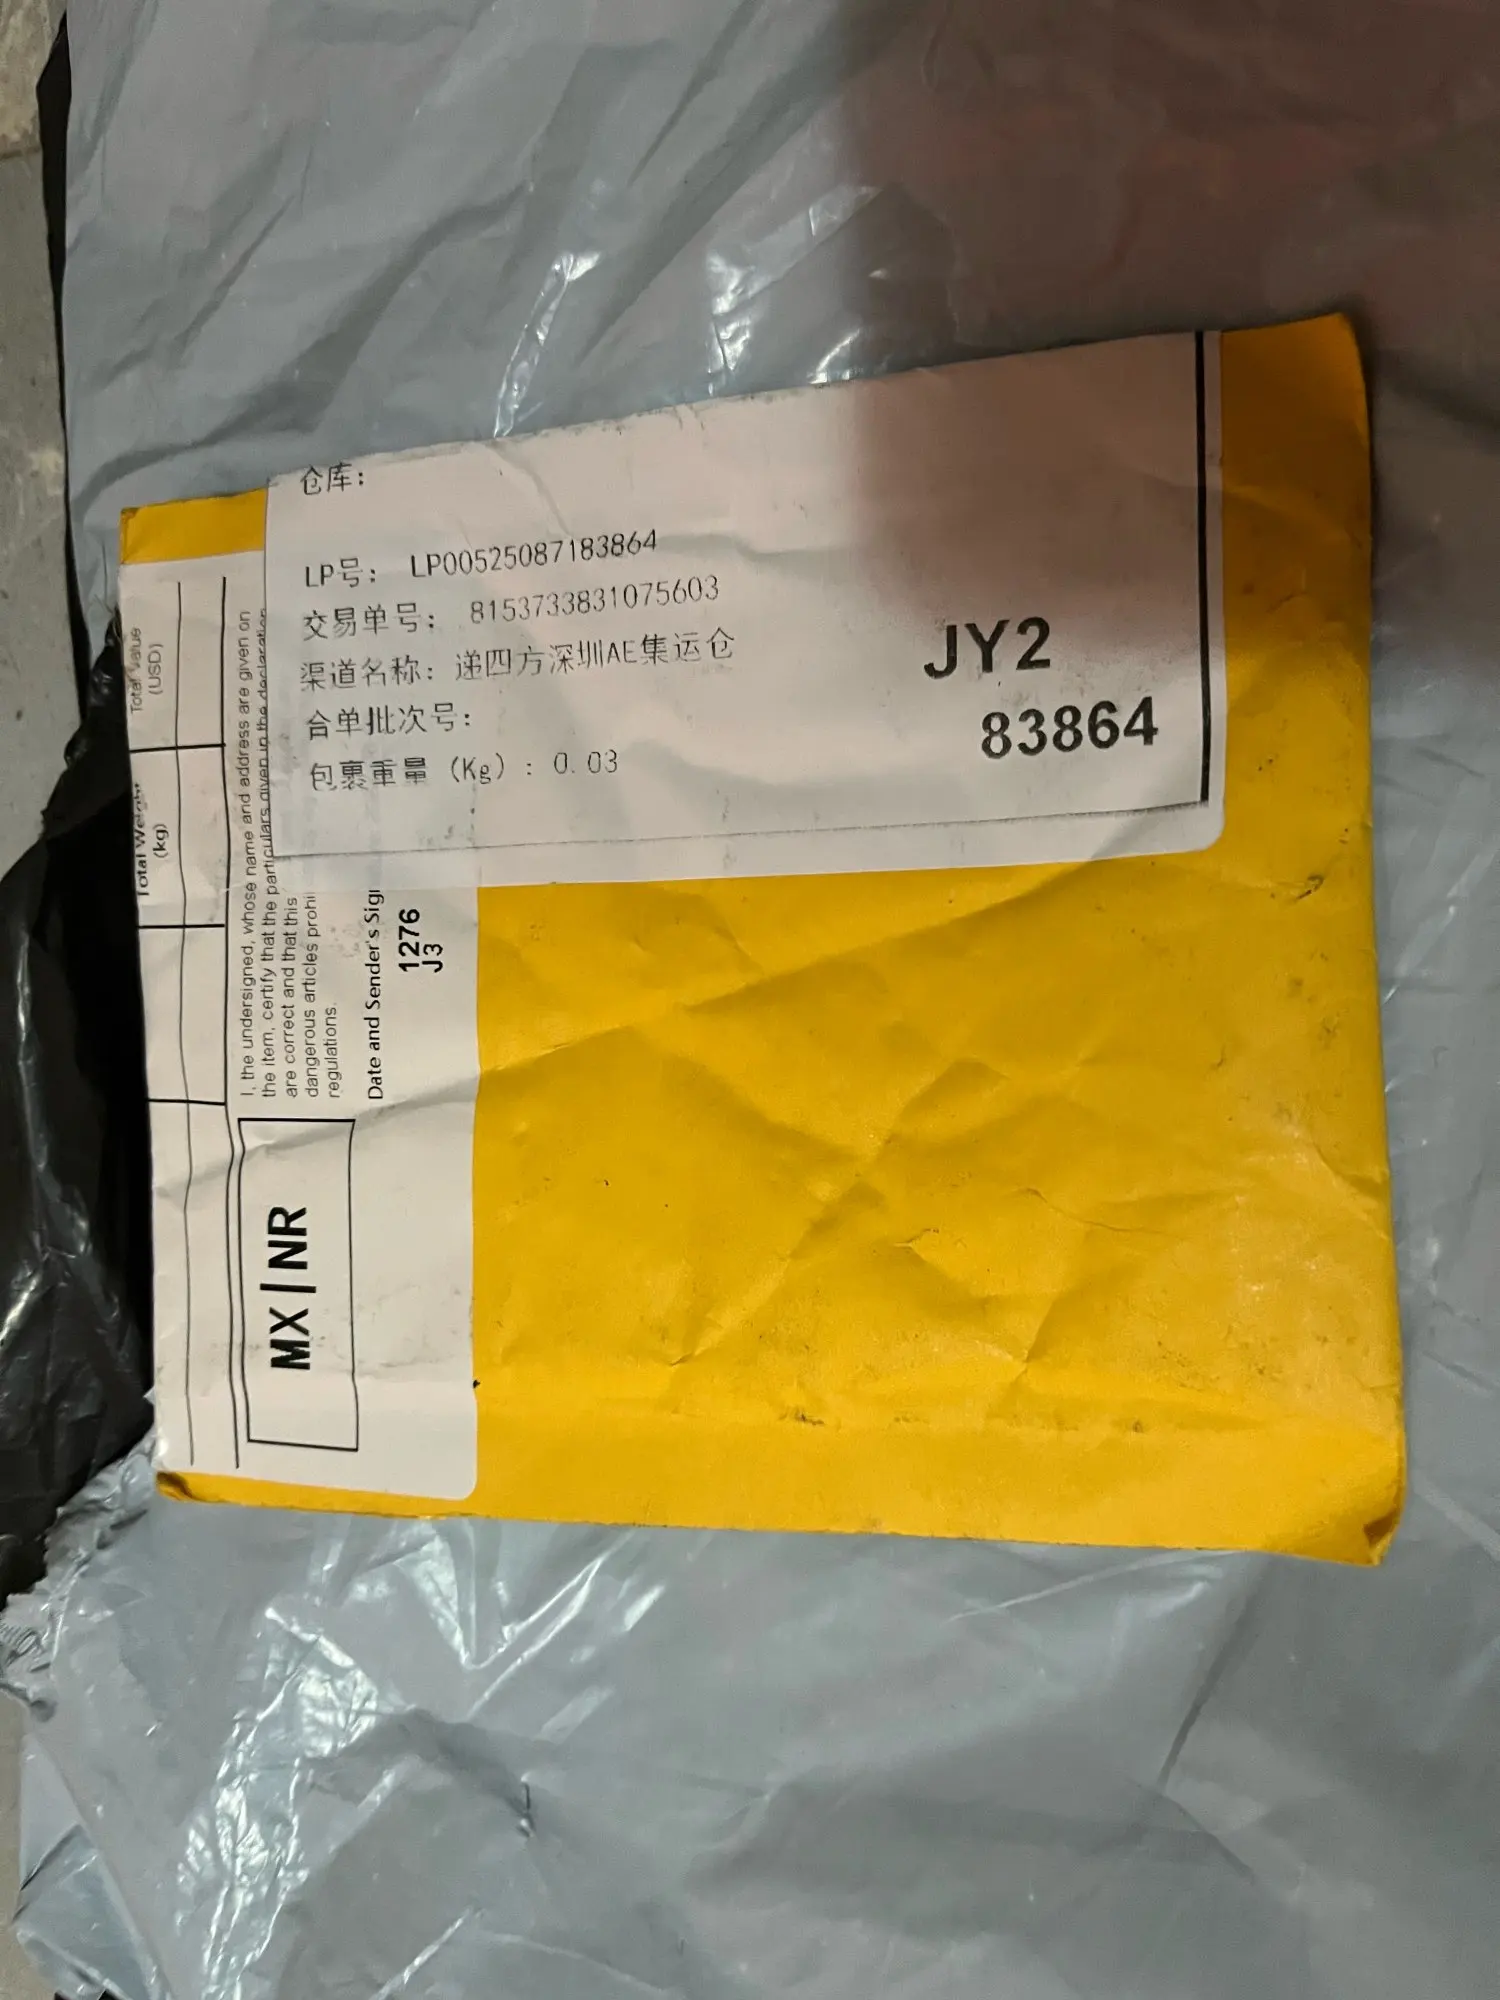 仓库:
LP号: LP00525087183864
交易单号: 8153733831075603
渠道名称: 递四方深圳AE集运仓
合单批次号:
包裹重量 (Kg) : 0.03
JY2
83864
Total Weight
(kg)
Total Value
(USD)
I, the undersigned, whose name and address are given on
the item, certify that the particulars given in the declaration
are correct and that this
dangerous articles prohi
regulations.
Date and Sender's Sig
1276
J3
MX|NR